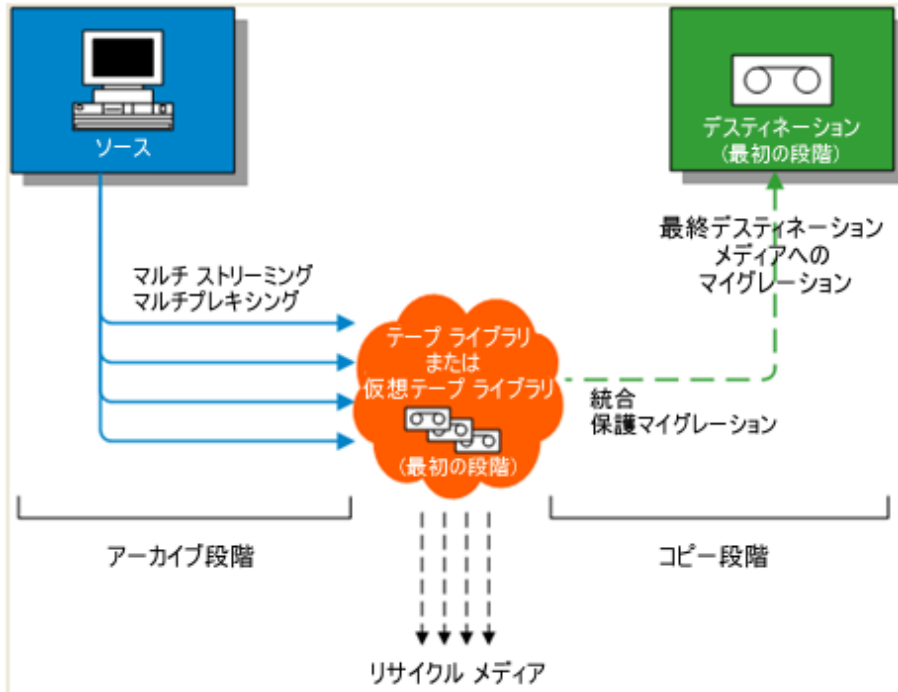 ソース
デスティネーション
(最初の段階)
マルチ ストリーミング
マルチプレキシング
最終デスティネーション
メディアへの
マイグレーション
テープ ライブラリ
または
仮想テープ ライブラリ
(最初の段階)
統合
保護マイグレーション
アーカイブ段階
コピー段階
リサイクル メディア